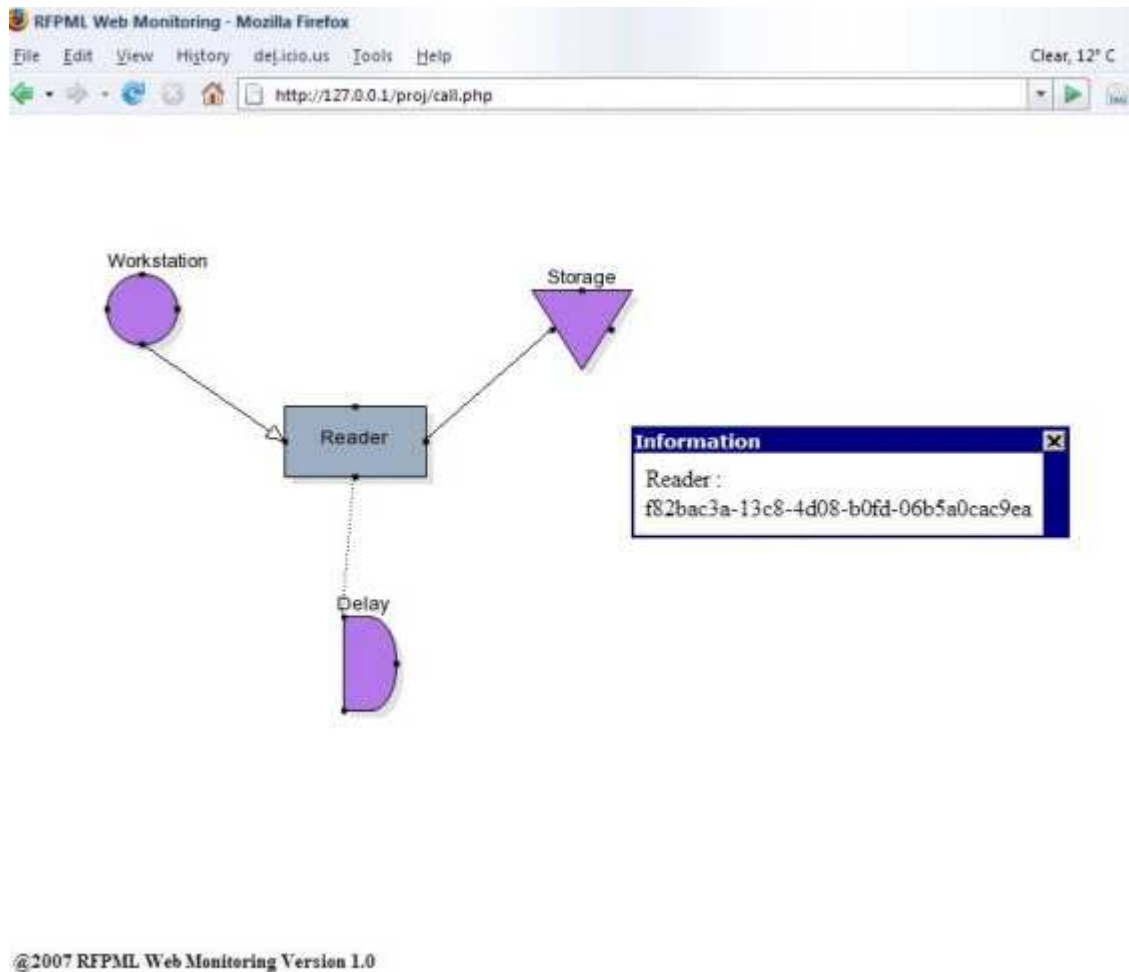 RFPML Web Monitoring - Mozilla Firefox
File Edit View History del.icio.us Tools Help
Clear, 12° C
http://127.0.0.1/proj/call.php
Workstation
Storage
Reader
Information
Reader :
f82bac3a-13c8-4d08-b0fd-06b5a0cac9ea
Delay
@2007 RFPML Web Monitoring Version 1.0